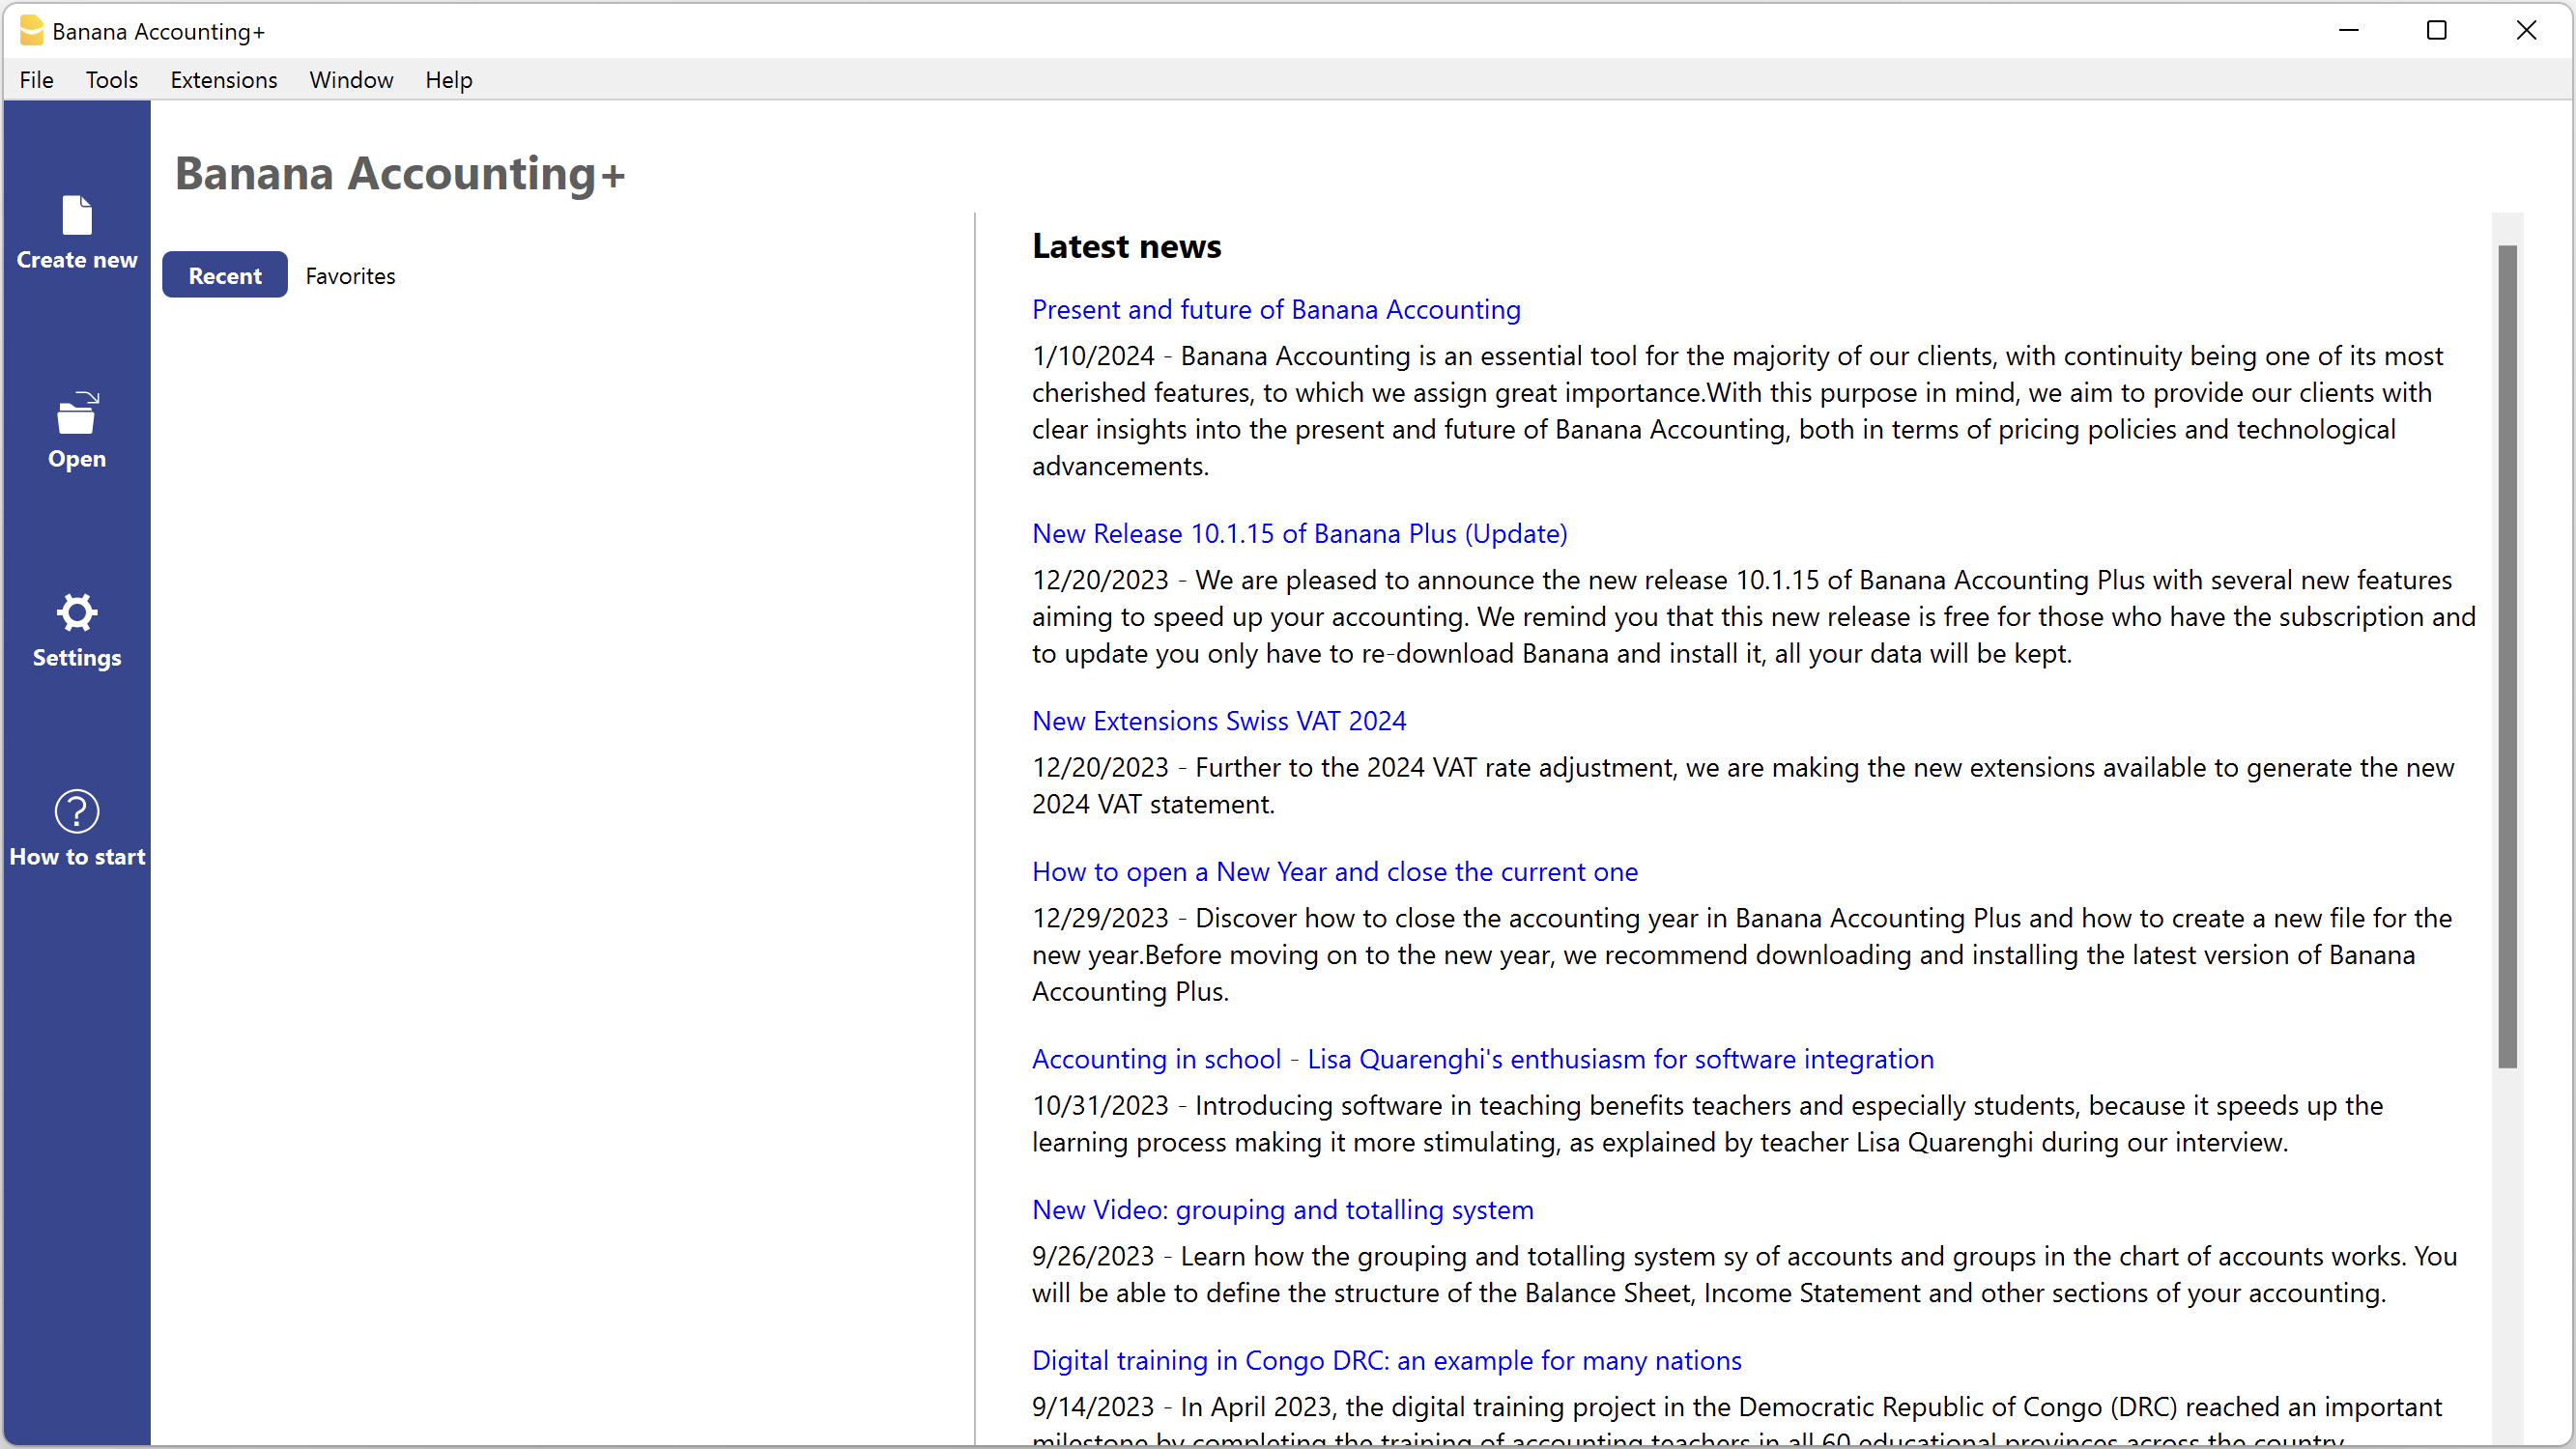 Banana Accounting+
File Tools Extensions Window Help
Create new
Open
Settings
How to start
Banana Accounting+
Recent Favorites
Latest news
Present and future of Banana Accounting
1/10/2024 - Banana Accounting is an essential tool for the majority of our clients, with continuity being one of its most
cherished features, to which we assign great importance.With this purpose in mind, we aim to provide our clients with
clear insights into the present and future of Banana Accounting, both in terms of pricing policies and technological
advancements.
New Release 10.1.15 of Banana Plus (Update)
12/20/2023 - We are pleased to announce the new release 10.1.15 of Banana Accounting Plus with several new features
aiming to speed up your accounting. We remind you that this new release is free for those who have the subscription and
to update you only have to re-download Banana and install it, all your data will be kept.
New Extensions Swiss VAT 2024
12/20/2023 - Further to the 2024 VAT rate adjustment, we are making the new extensions available to generate the new
2024 VAT statement.
How to open a New Year and close the current one
12/29/2023 - Discover how to close the accounting year in Banana Accounting Plus and how to create a new file for the
new year.Before moving on to the new year, we recommend downloading and installing the latest version of Banana
Accounting Plus.
Accounting in school - Lisa Quarenghi's enthusiasm for software integration
10/31/2023 - Introducing software in teaching benefits teachers and especially students, because it speeds up the
learning process making it more stimulating, as explained by teacher Lisa Quarenghi during our interview.
New Video: grouping and totalling system
9/26/2023 - Learn how the grouping and totalling system sy of accounts and groups in the chart of accounts works. You
will be able to define the structure of the Balance Sheet, Income Statement and other sections of your accounting.
Digital training in Congo DRC: an example for many nations
9/14/2023 - In April 2023, the digital training project in the Democratic Republic of Congo (DRC) reached an important
milestone by completing the training of accounting teachers in all 60 educational provinces across the country.